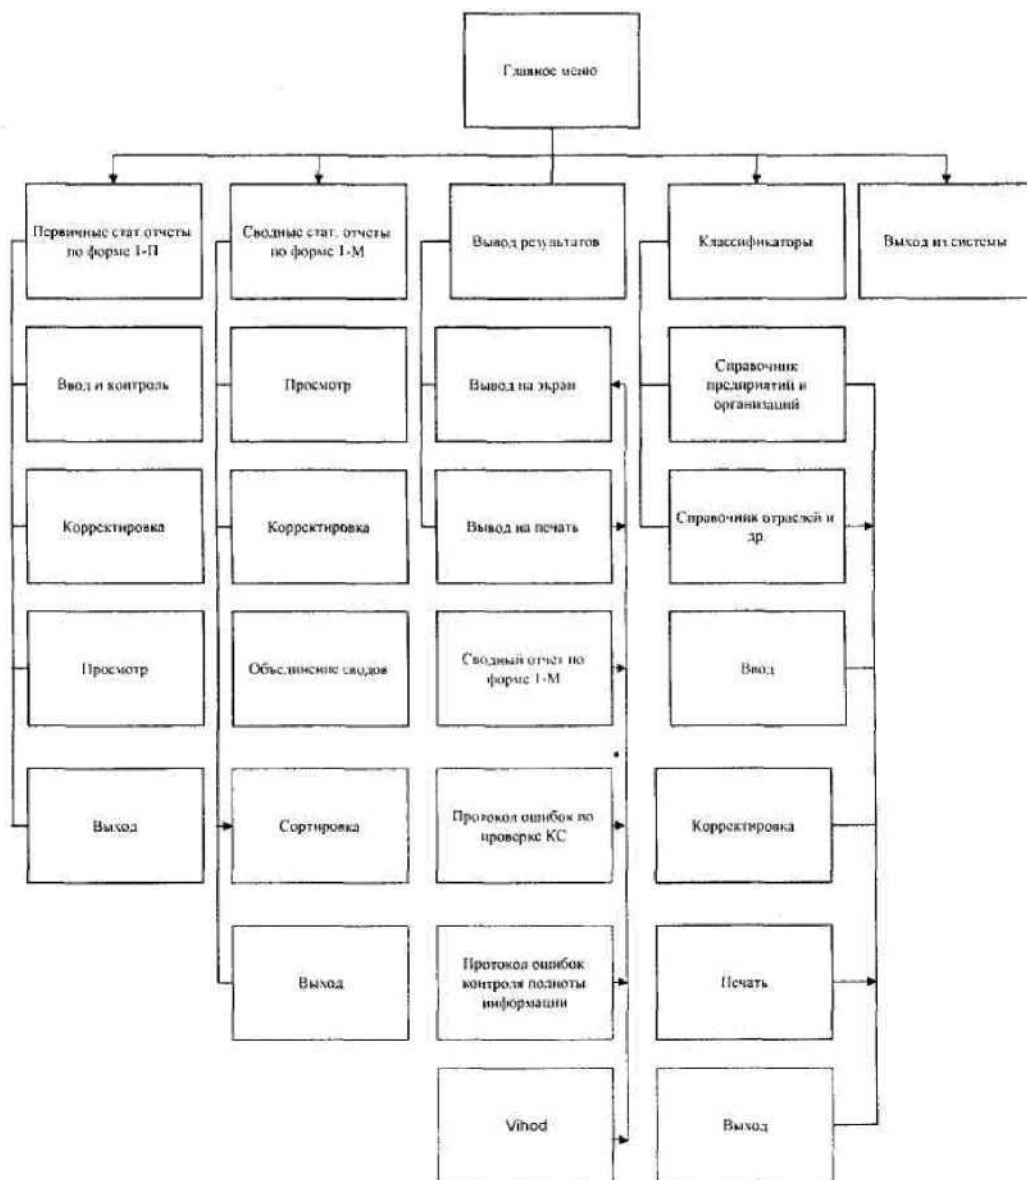 Главное меню
Первичные стат.отчеты
по форме 1-П
Сводные стат. отчеты
по форме 1-М
Вывод результатов
Классификаторы
Выход из системы
Ввод и контроль
Просмотр
Вывод на экран
Справочник
предприятий и
организаций
Корректировка
Корректировка
Вывод на печать
Справочник отраслей и
др.
Просмотр
Объединение сводов
Сводный отчет по
форме 1-М
Ввод
Выход
Сортировка
Протокол ошибок по
проверке КС
Корректировка
Выход
Протокол ошибок
контроля полноты
информации
Печать
Vihod
Выход